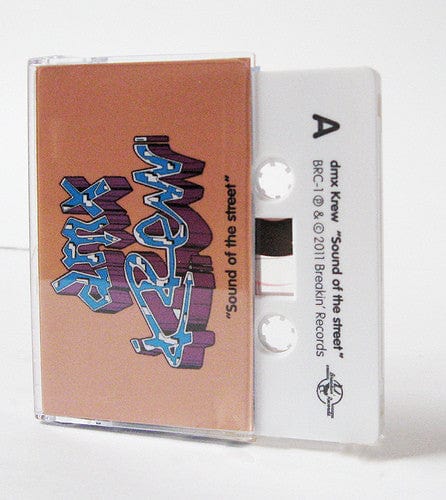 dmx
Krew
"Sound of the street"
A
dmx Krew "Sound of the street"
BRC-1 ℗ & © 2011 Breakin' Records